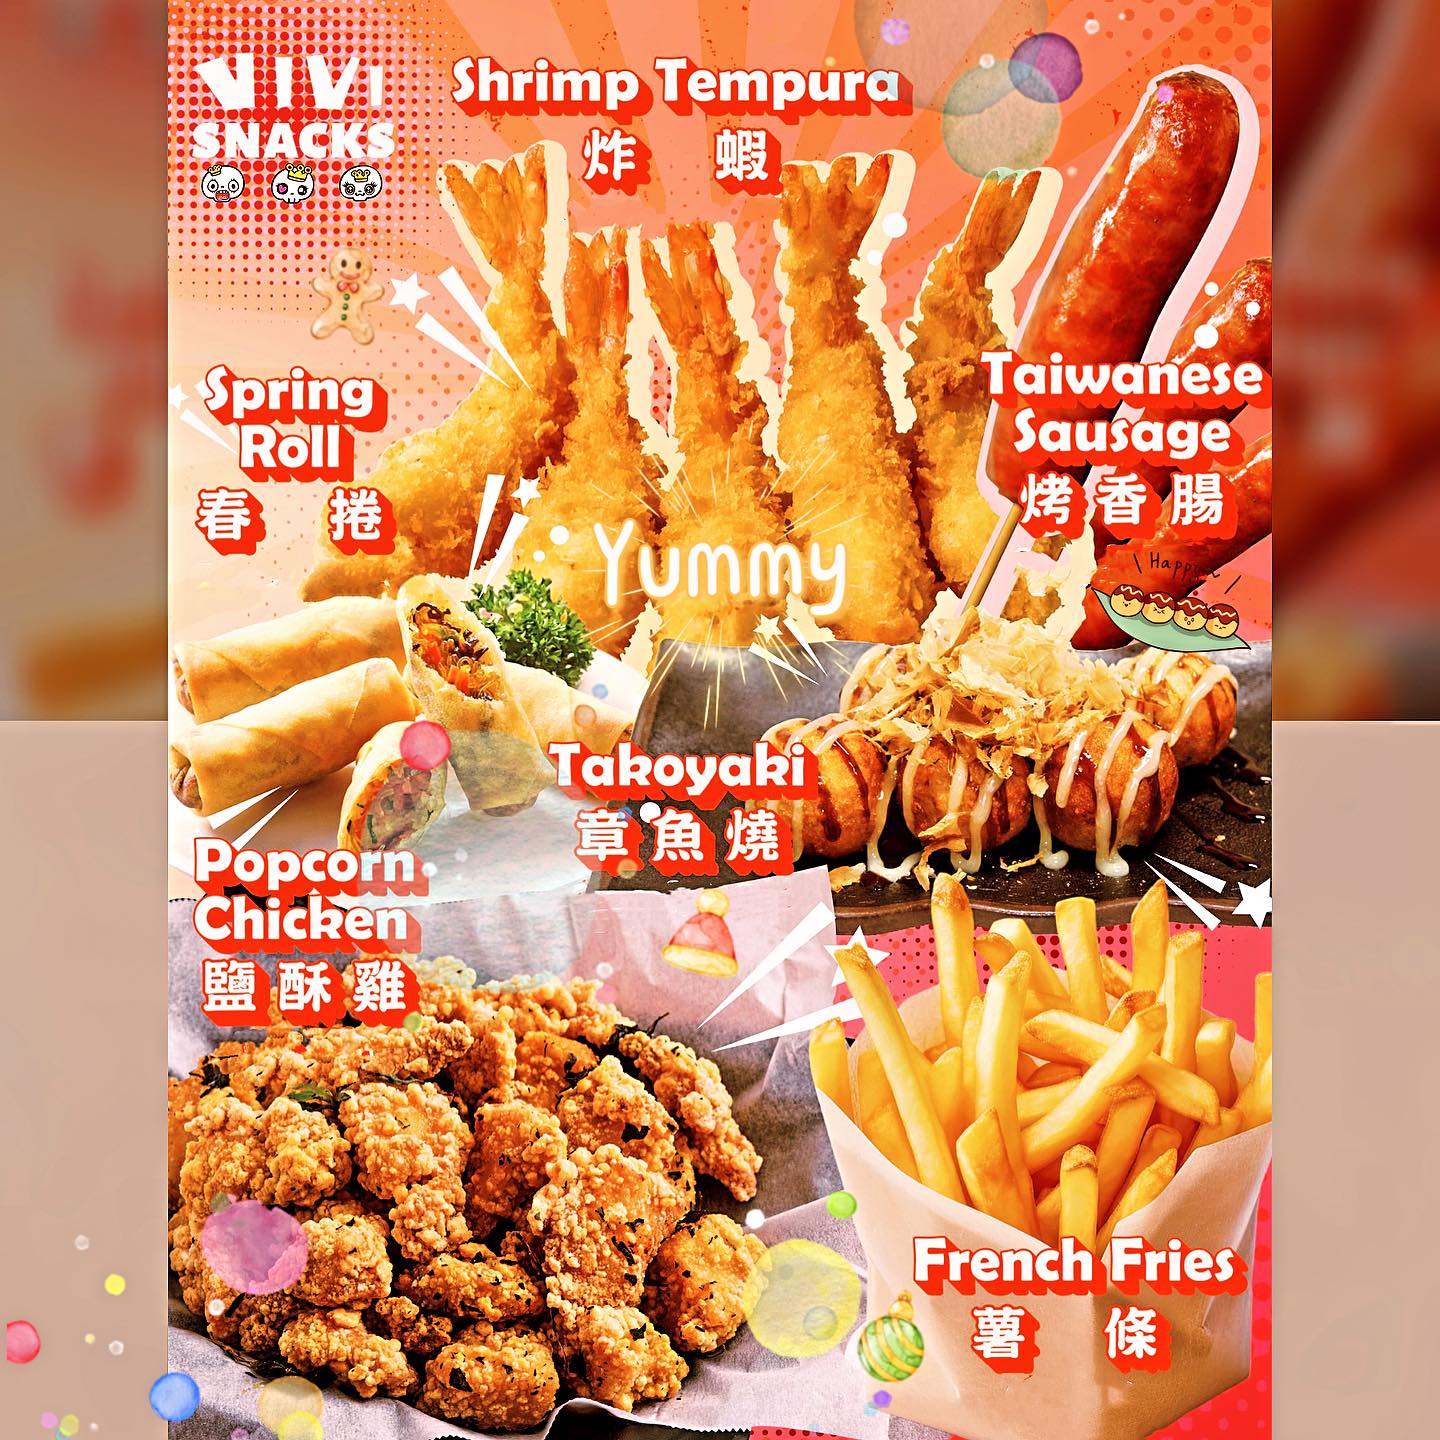 VIVI
SNACKS
Shrimp Tempura
炸 蝦
Spring
Roll
春 捲
Taiwanese
Sausage
烤香腸
Yummy
Takoyaki
章魚燒
Popcorn
Chicken
鹽酥雞
French Fries
薯 條